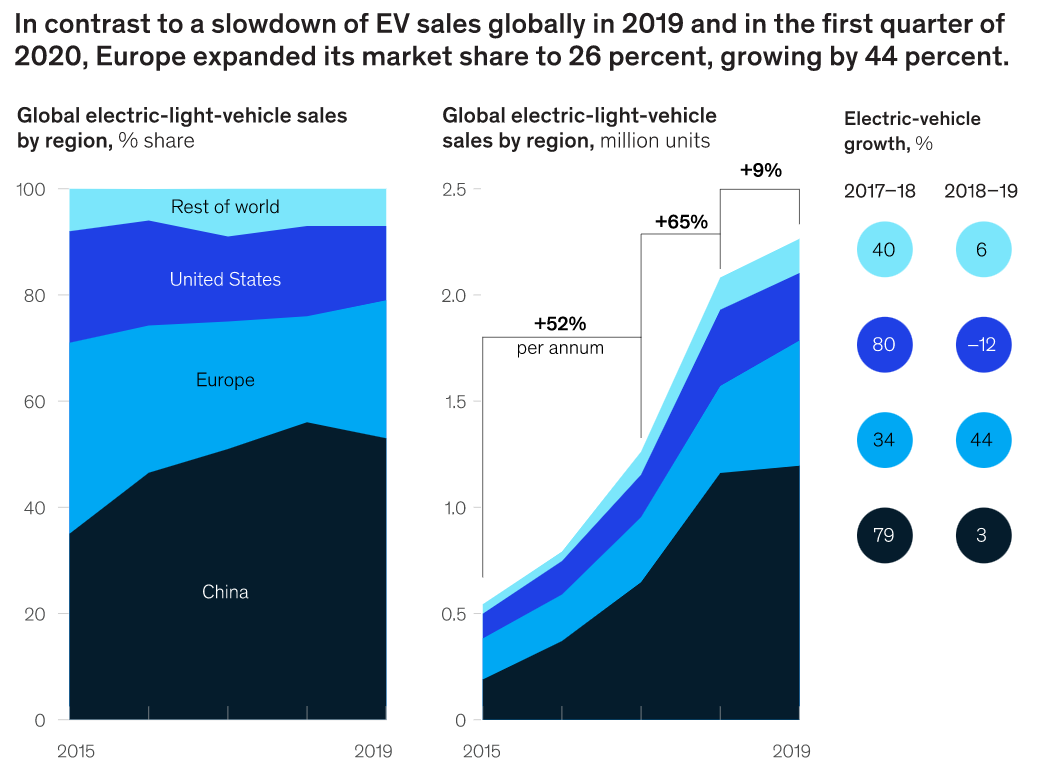 In contrast to a slowdown of EV sales globally in 2019 and in the first quarter of
2020, Europe expanded its market share to 26 percent, growing by 44 percent.
Global electric-light-vehicle sales
by region, % share
100
80
60
40
20
0
Rest of world
United States
Europe
China
2015
2019
Global electric-light-vehicle
sales by region, million units
2.5
2.0
1.5
1.0
0.5
0
+52%
per annum
+65%
+9%
2015
2019
Electric-vehicle
growth, %
2017–18 2018–19
40 6
80 –12
34 44
79 3